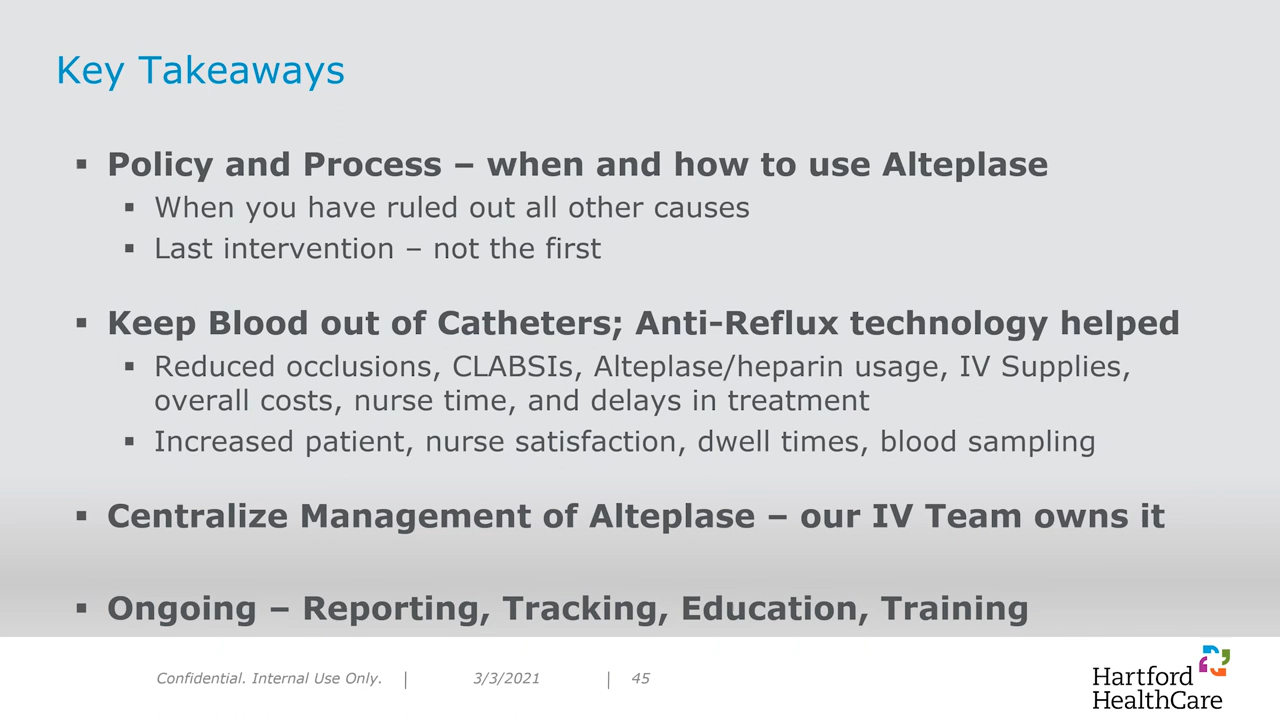 Key Takeaways
▪ Policy and Process – when and how to use Alteplase
▪ When you have ruled out all other causes
▪ Last intervention – not the first
▪ Keep Blood out of Catheters; Anti-Reflux technology helped
▪ Reduced occlusions, CLABSIs, Alteplase/heparin usage, IV Supplies,
overall costs, nurse time, and delays in treatment
▪ Increased patient, nurse satisfaction, dwell times, blood sampling
▪ Centralize Management of Alteplase – our IV Team owns it
▪ Ongoing – Reporting, Tracking, Education, Training
Confidential. Internal Use Only. | 3/3/2021 | 45
Hartford
HealthCare